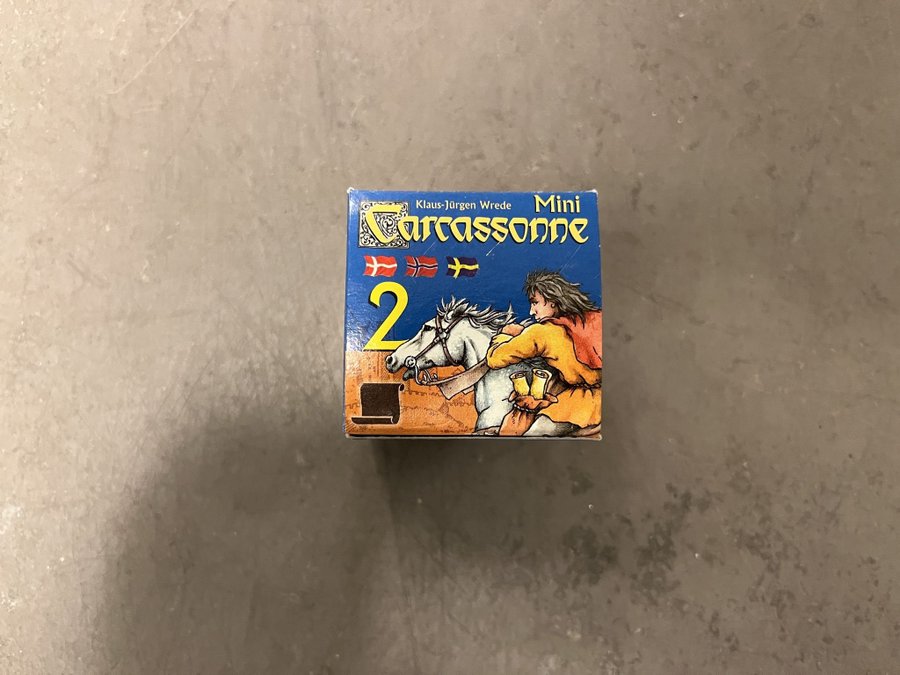 Klaus-Jürgen Wrede
Mini
Carcassonne
2